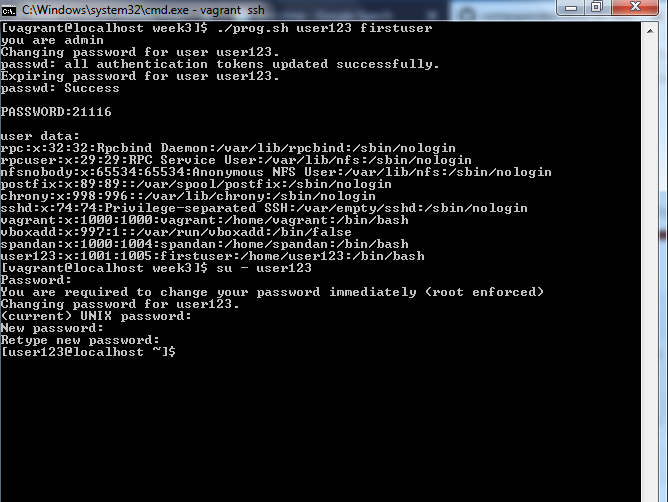 C:\Windows\system32\cmd.exe - vagrant ssh
[vagrant@localhost week3]$ ./prog.sh user123 firstuser
you are admin
Changing password for user user123.
passwd: all authentication tokens updated successfully.
Expiring password for user user123.
passwd: Success
PASSWORD:21116
user data:
rpc:x:32:32:Rpcbind Daemon:/var/lib/rpcbind:/sbin/nologin
rpcuser:x:29:29:RPC Service User:/var/lib/nfs:/sbin/nologin
nfsnobody:x:65534:65534:Anonymous NFS User:/var/lib/nfs:/sbin/nologin
postfix:x:89:89::/var/spool/postfix:/sbin/nologin
chrony:x:998:996::/var/lib/chrony:/sbin/nologin
sshd:x:74:74:Privilege-separated SSH:/var/empty/sshd:/sbin/nologin
vagrant:x:1000:1000:vagrant:/home/vagrant:/bin/bash
vboxadd:x:997:1::/var/run/vboxadd:/bin/false
spandan:x:1000:1004:spandan:/home/spandan:/bin/bash
user123:x:1001:1005:firstuser:/home/user123:/bin/bash
[vagrant@localhost week3]$ su - user123
Password:
You are required to change your password immediately (root enforced)
Changing password for user123.
(current) UNIX password:
New password:
Retype new password:
[user123@localhost ~]$